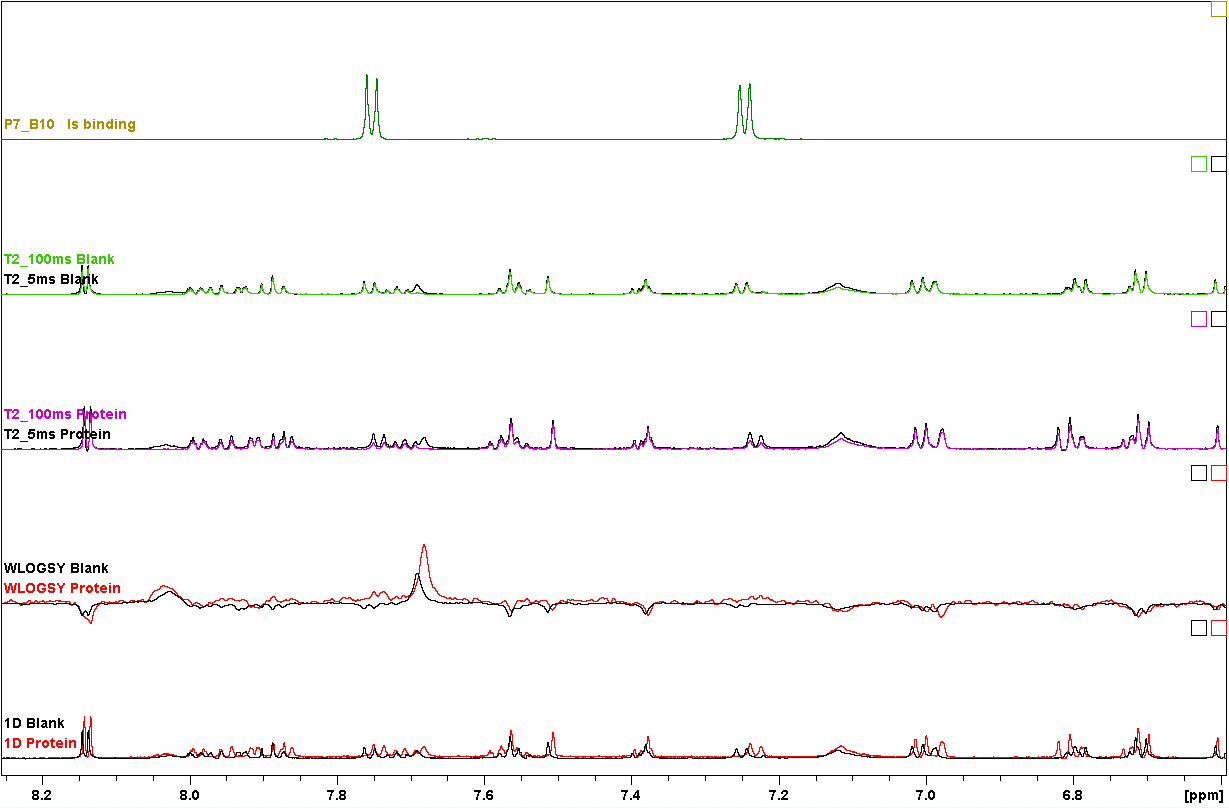 P7_B10 Is binding
T2_100ms Blank
T2_5ms Blank
T2_100ms Protein
T2_5ms Protein
WLOGSY Blank
WLOGSY Protein
1D Blank
1D Protein
8.2 8.0 7.8 7.6 7.4 7.2 7.0 6.8 [ppm]